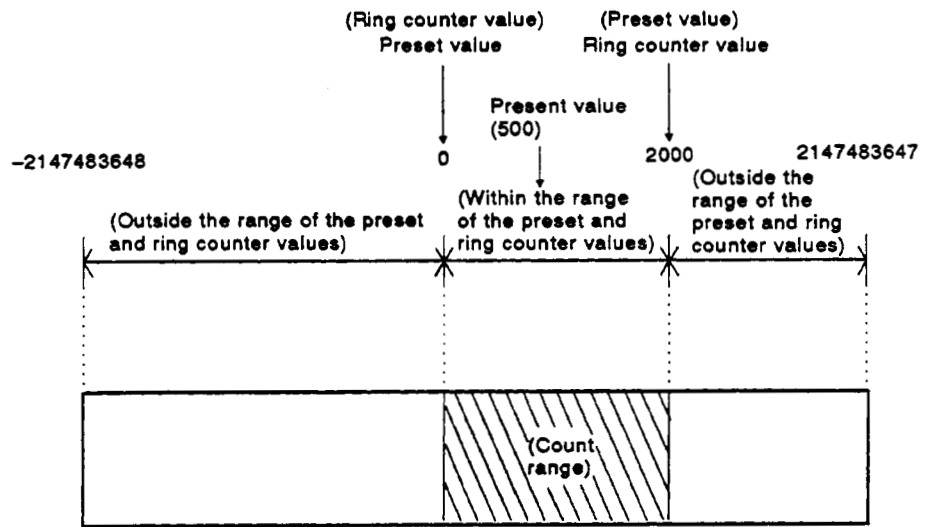 (Ring counter value)
Preset value
(Preset value)
Ring counter value
Present value
(500)
−2147483648
0
2000
2147483647
(Outside the range of the preset
and ring counter values)
(Within the range
of the preset and
ring counter values)
(Outside the
range of the
preset and ring
counter values)
(Count
range)